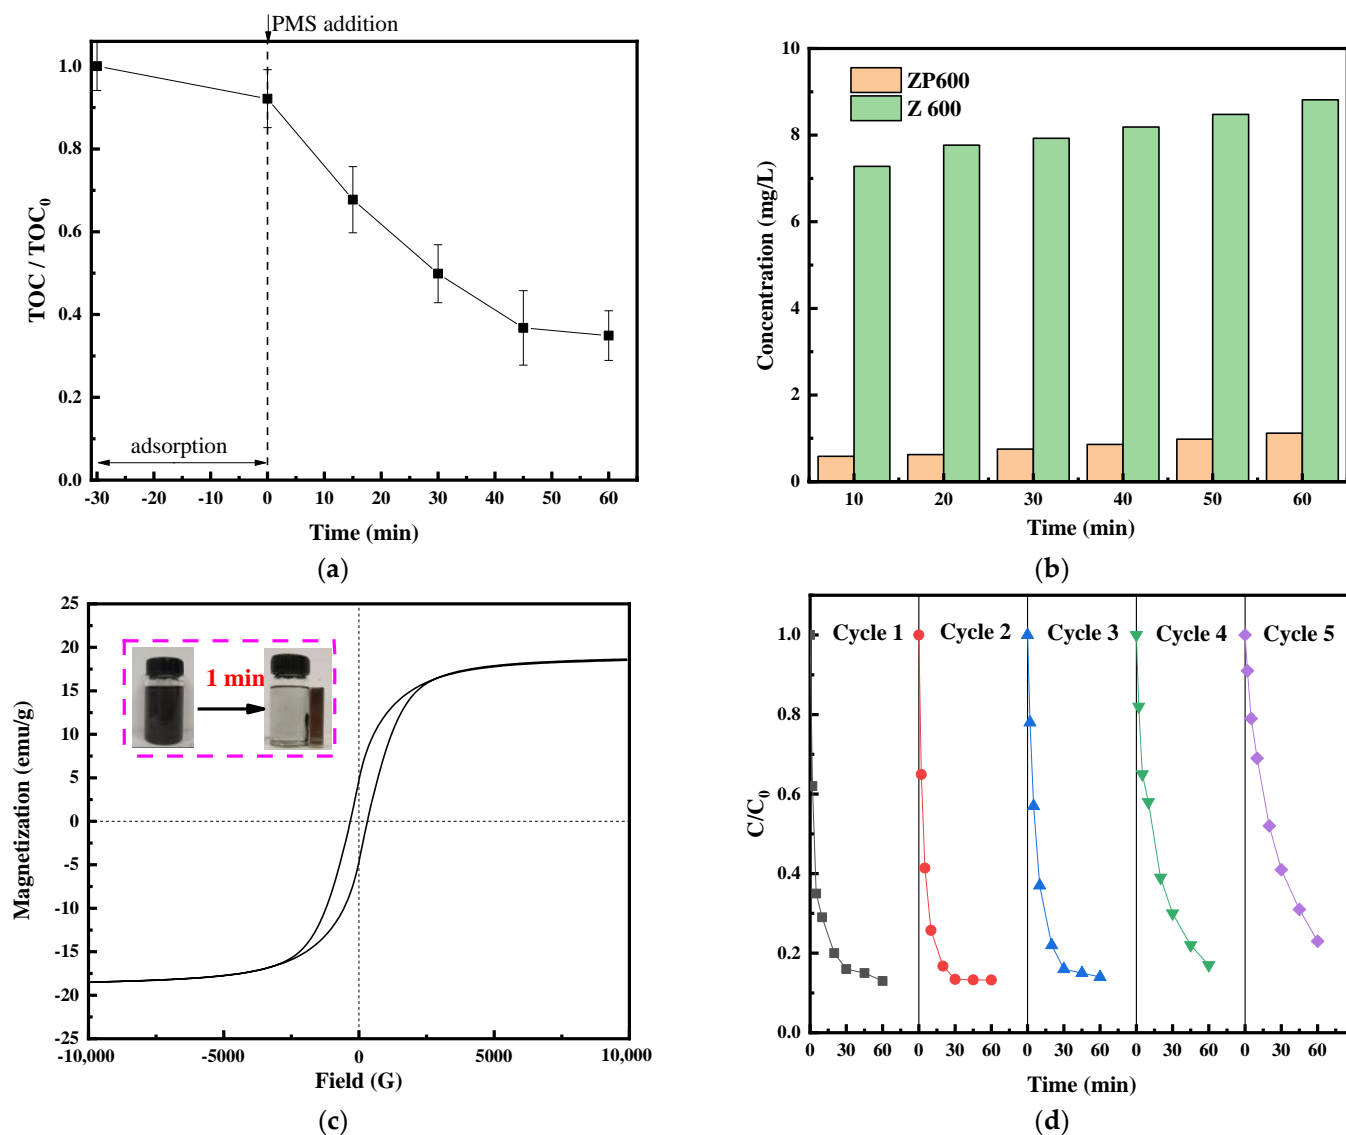 PMS addition
1.0
0.8
0.6
0.4
0.2
0.0
TOC / TOC₀
adsorption
-30 -20 -10 0 10 20 30 40 50 60
Time (min)
(a)
10
8
6
4
2
0
Concentration (mg/L)
ZP600
Z 600
10 20 30 40 50 60
Time (min)
(b)
25
20
15
10
5
0
-5
-10
-15
-20
-25
Magnetization (emu/g)
1 min
-10,000 -5000 0 5000 10,000
Field (G)
(c)
1.0
0.8
0.6
0.4
0.2
0.0
C/C₀
Cycle 1 Cycle 2 Cycle 3 Cycle 4 Cycle 5
0 30 60 0 30 60 0 30 60 0 30 60 0 30 60
Time (min)
(d)